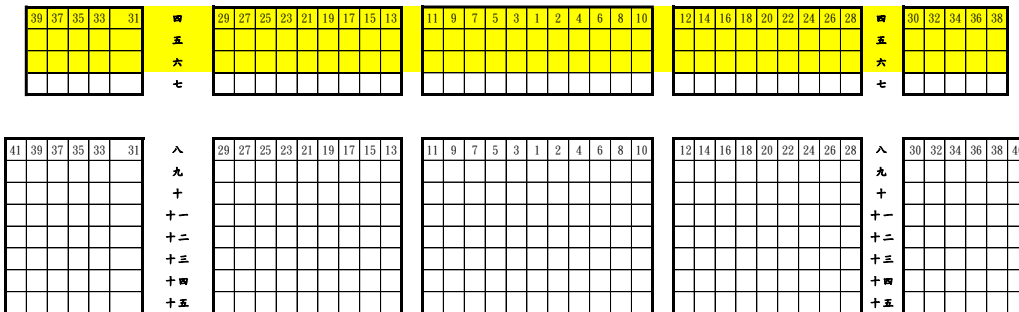 39 37 35 33 31 四 29 27 25 23 21 19 17 15 13 11 9 7 5 3 1 2 4 6 8 10 12 14 16 18 20 22 24 26 28 四 30 32 34 36 38
五 五
六 六
七 七
41 39 37 35 33 31 八 29 27 25 23 21 19 17 15 13 11 9 7 5 3 1 2 4 6 8 10 12 14 16 18 20 22 24 26 28 八 30 32 34 36 38
九 九
十 十
十一 十一
十二 十二
十三 十三
十四 十四
十五 十五